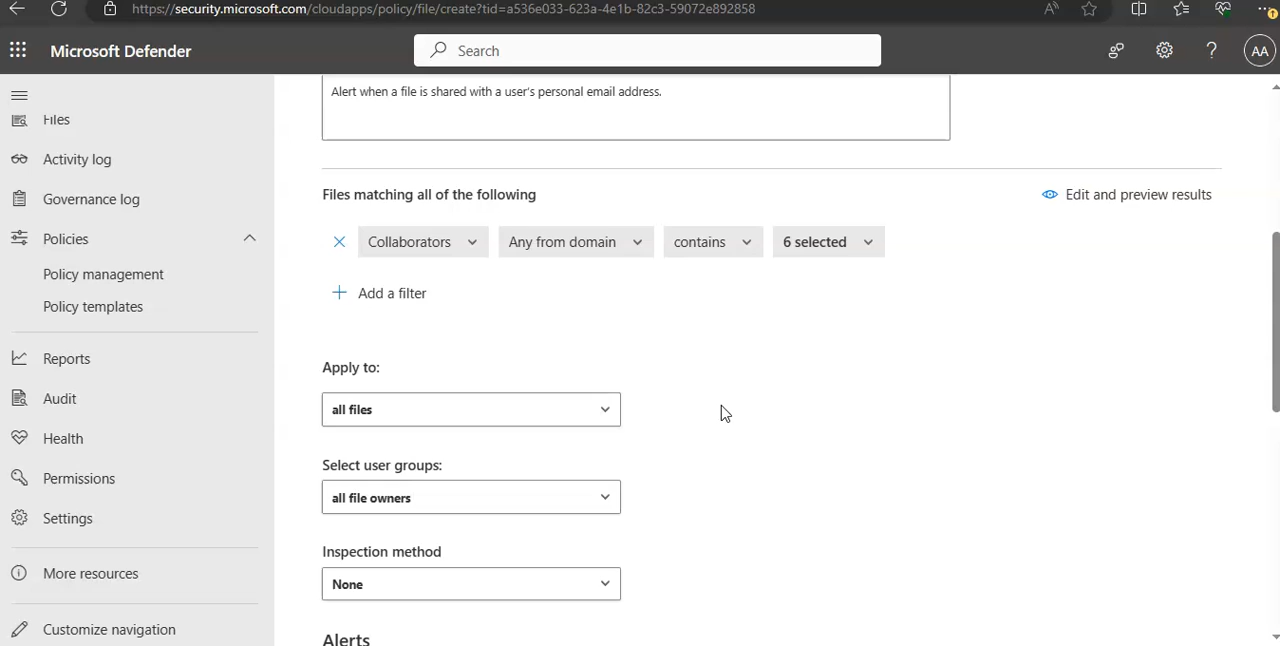 https://security.microsoft.com/cloudapps/policy/file/create?tid=a536e033-623a-4e1b-82c3-59072e892858
Microsoft Defender
Search
AA
Files
Activity log
Governance log
Policies
Policy management
Policy templates
Reports
Audit
Health
Permissions
Settings
More resources
Customize navigation
Alert when a file is shared with a user's personal email address.
Files matching all of the following
Edit and preview results
Collaborators Any from domain contains 6 selected
Add a filter
Apply to:
all files
Select user groups:
all file owners
Inspection method
None
Alerts